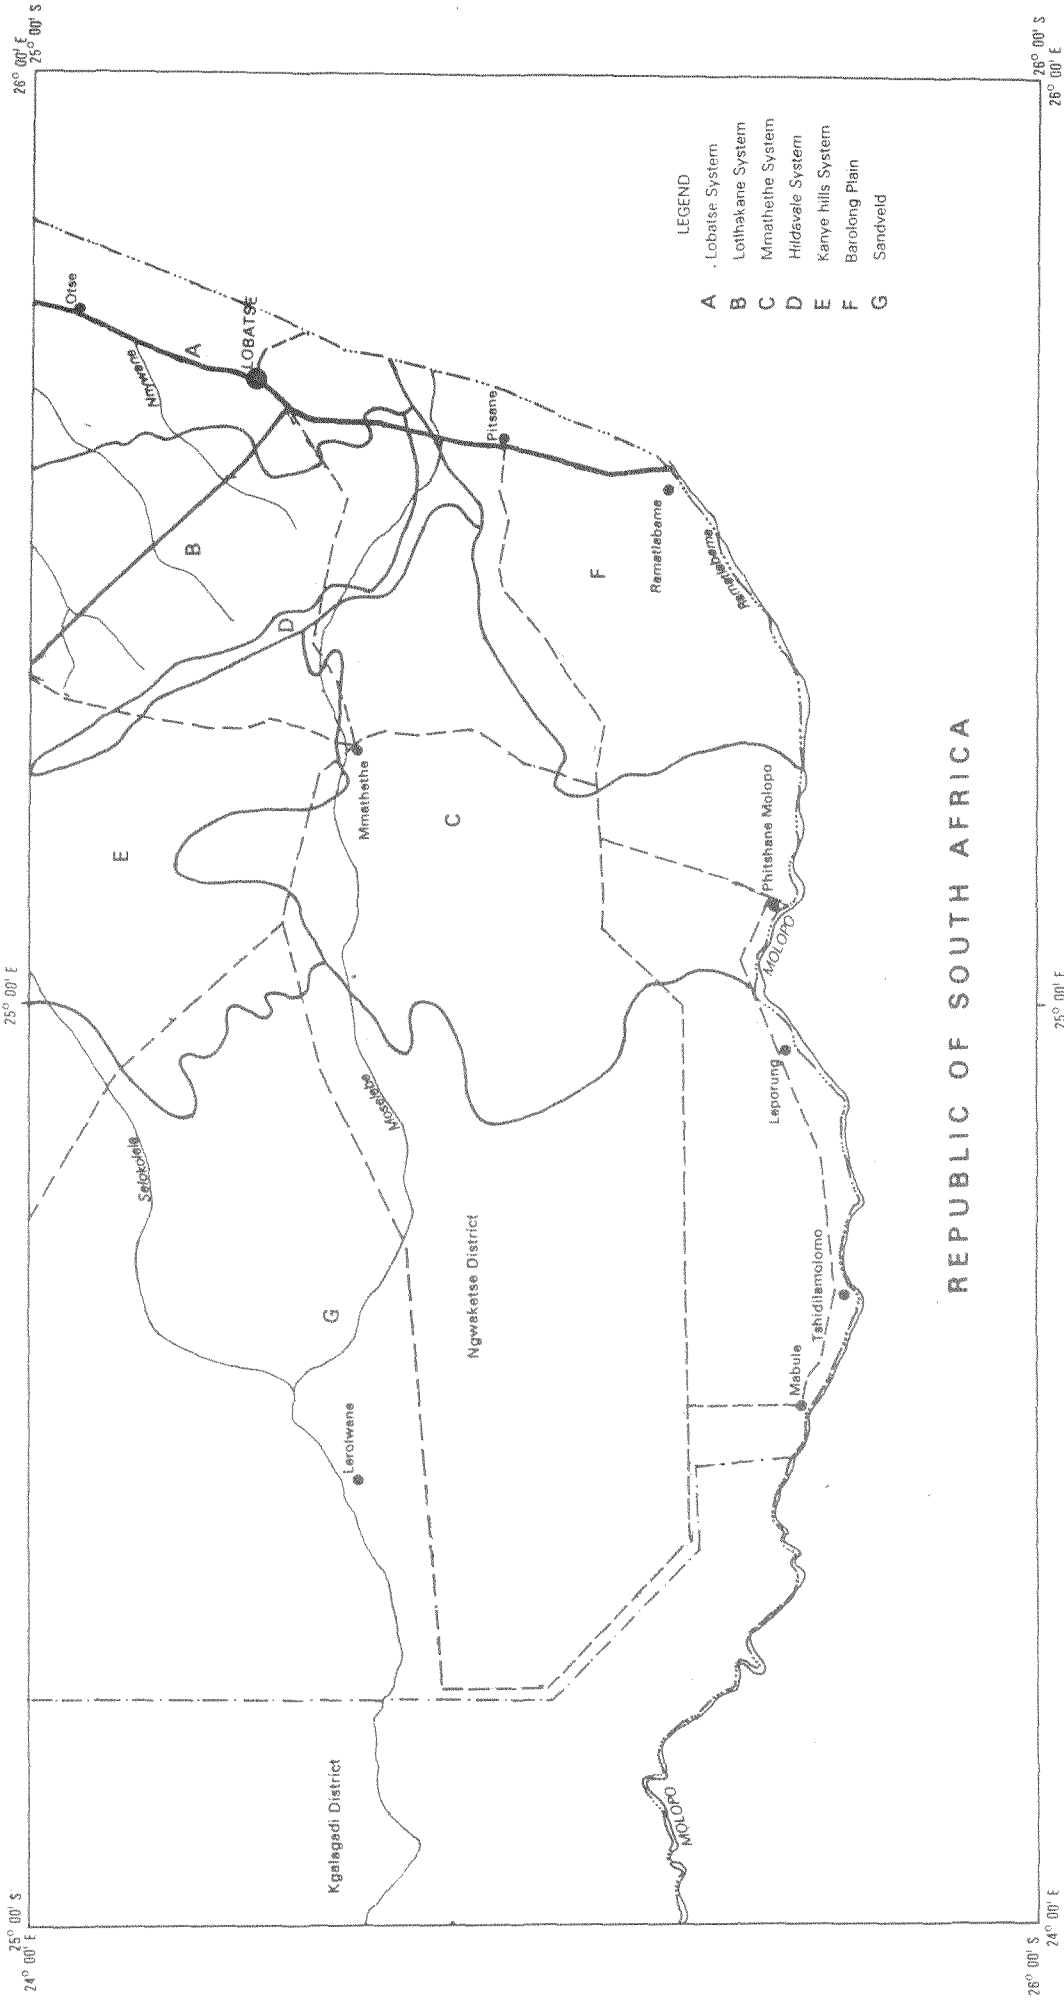 24° 00' E
25° 00' S
25° 00' E
26° 00' E
25° 00' S
Kgalagadi District
Lerolwane
G
Selokolela
Moselebe
Ngwaketse District
E
Mmathethe
C
D
B
Nnywane
A
Otse
LOBATSE
Pitsane
F
Ramatlabama
Ramatlabama
Phitshane Molopo
MOLOPO
Leporung
Tshidilamolomo
Mabule
MOLOPO
LEGEND
A Lobatse System
B Lotlhakane System
C Mmathethe System
D Hildavale System
E Kanye hills System
F Barolong Plain
G Sandveld
REPUBLIC OF SOUTH AFRICA
26° 00' S
24° 00' E
25° 00' E
26° 00' S
26° 00' E